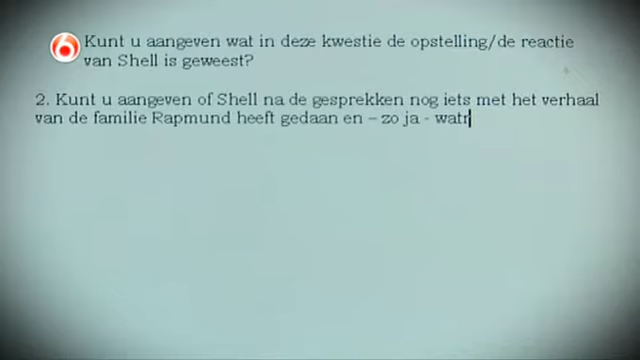 6 Kunt u aangeven wat in deze kwestie de opstelling/de reactie
van Shell is geweest?
2. Kunt u aangeven of Shell na de gesprekken nog iets met het verhaal
van de familie Rapmund heeft gedaan en – zo ja - watr